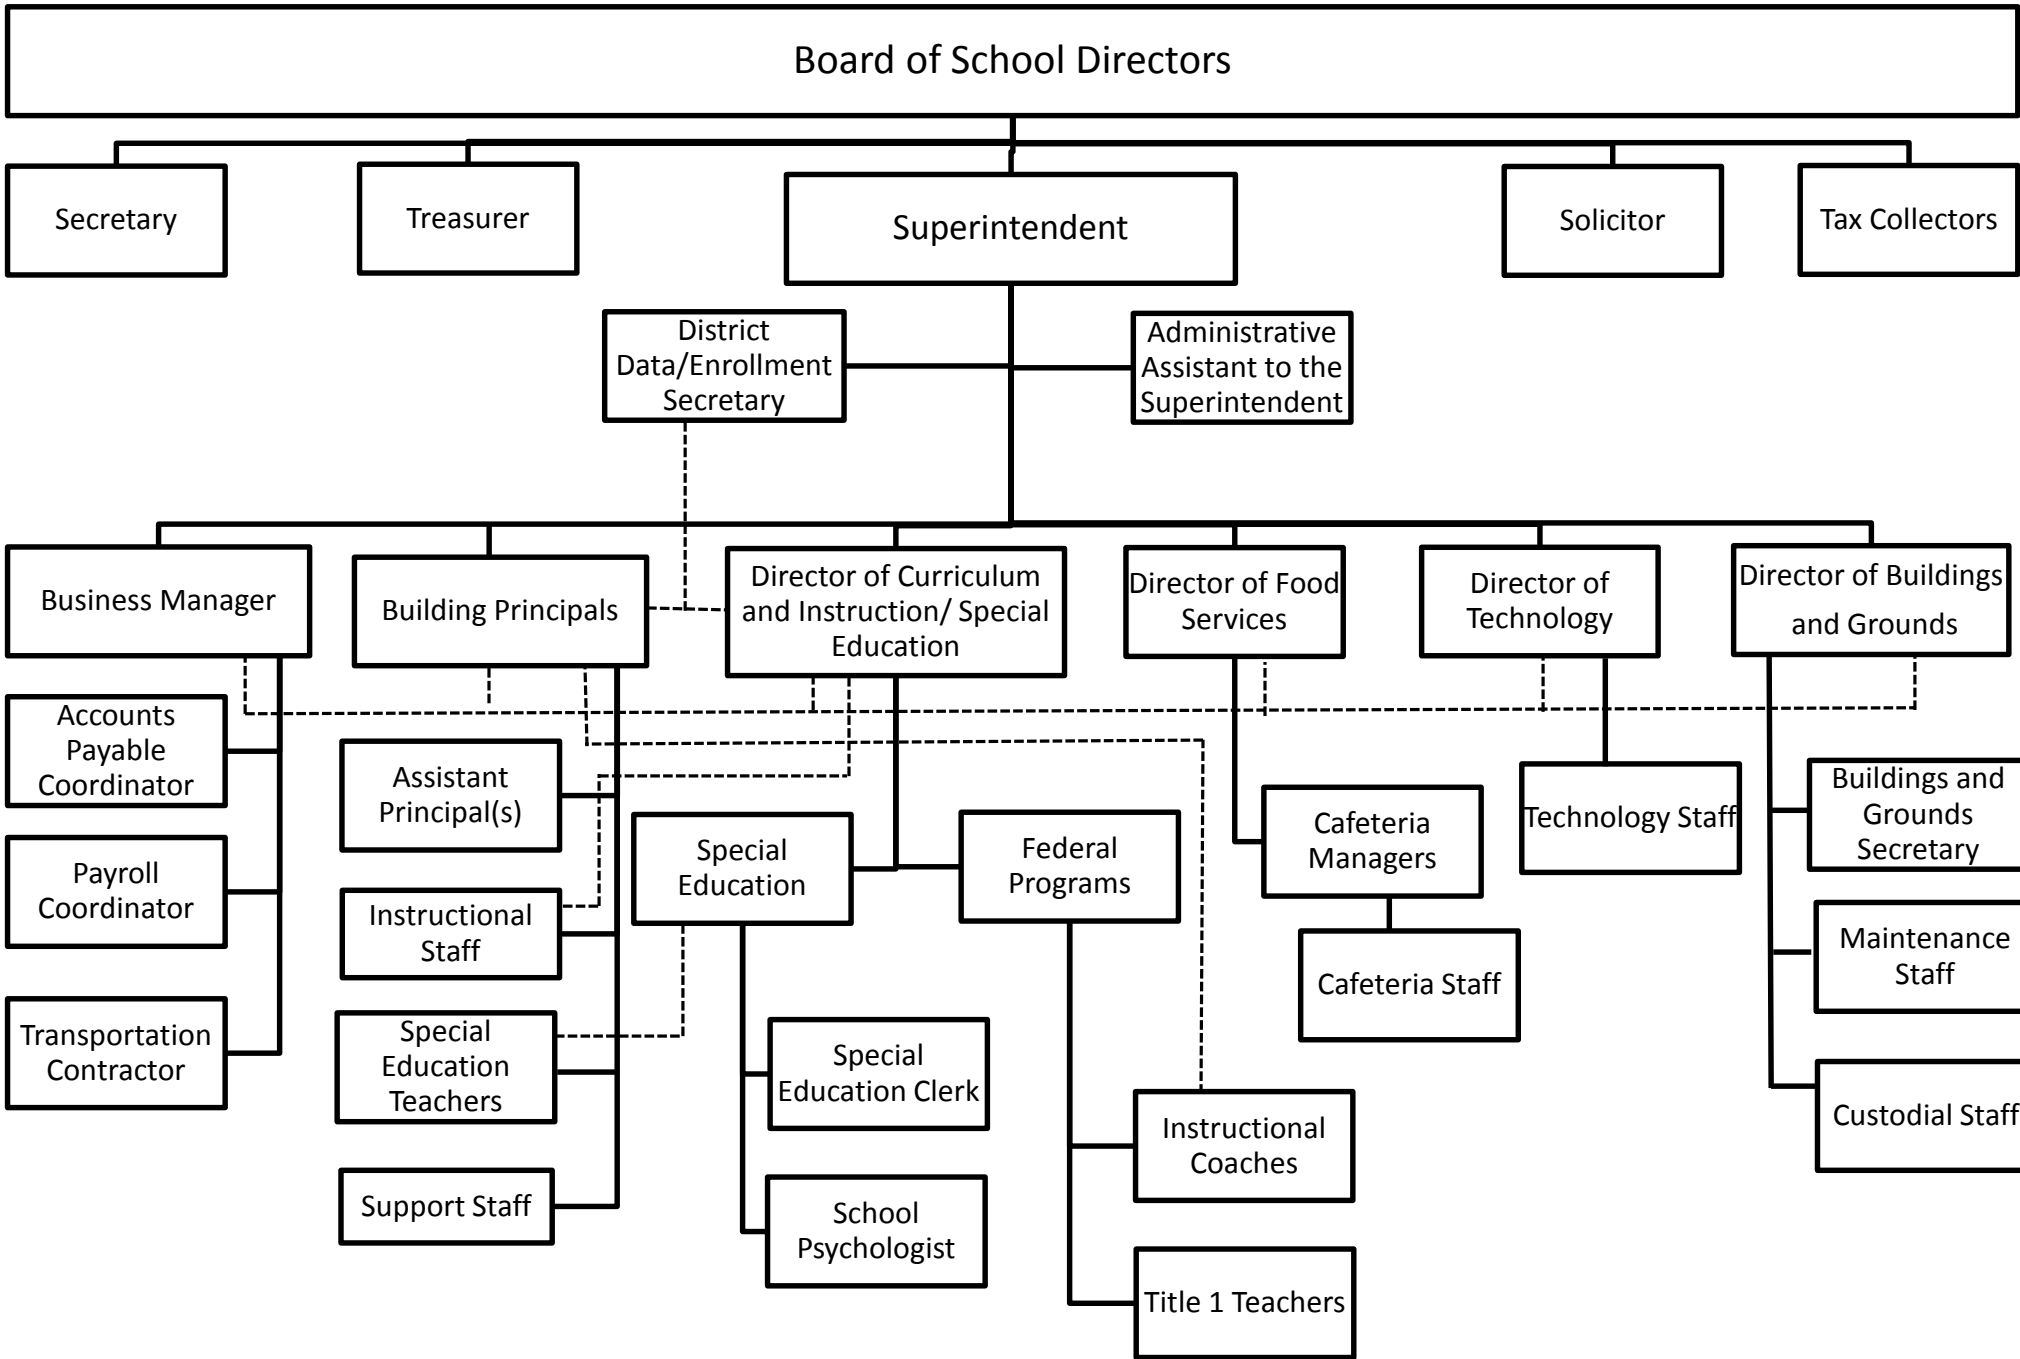 Board of School Directors
Secretary
Treasurer
Superintendent
Solicitor
Tax Collectors
District
Data/Enrollment
Secretary
Administrative
Assistant to the
Superintendent
Business Manager
Building Principals
Director of Curriculum
and Instruction/ Special
Education
Director of Food
Services
Director of
Technology
Director of Buildings
and Grounds
Accounts
Payable
Coordinator
Payroll
Coordinator
Transportation
Contractor
Assistant
Principal(s)
Instructional
Staff
Special
Education
Teachers
Support Staff
Special
Education
Federal
Programs
Special
Education Clerk
School
Psychologist
Instructional
Coaches
Title 1 Teachers
Cafeteria
Managers
Cafeteria Staff
Technology Staff
Buildings and
Grounds
Secretary
Maintenance
Staff
Custodial Staff